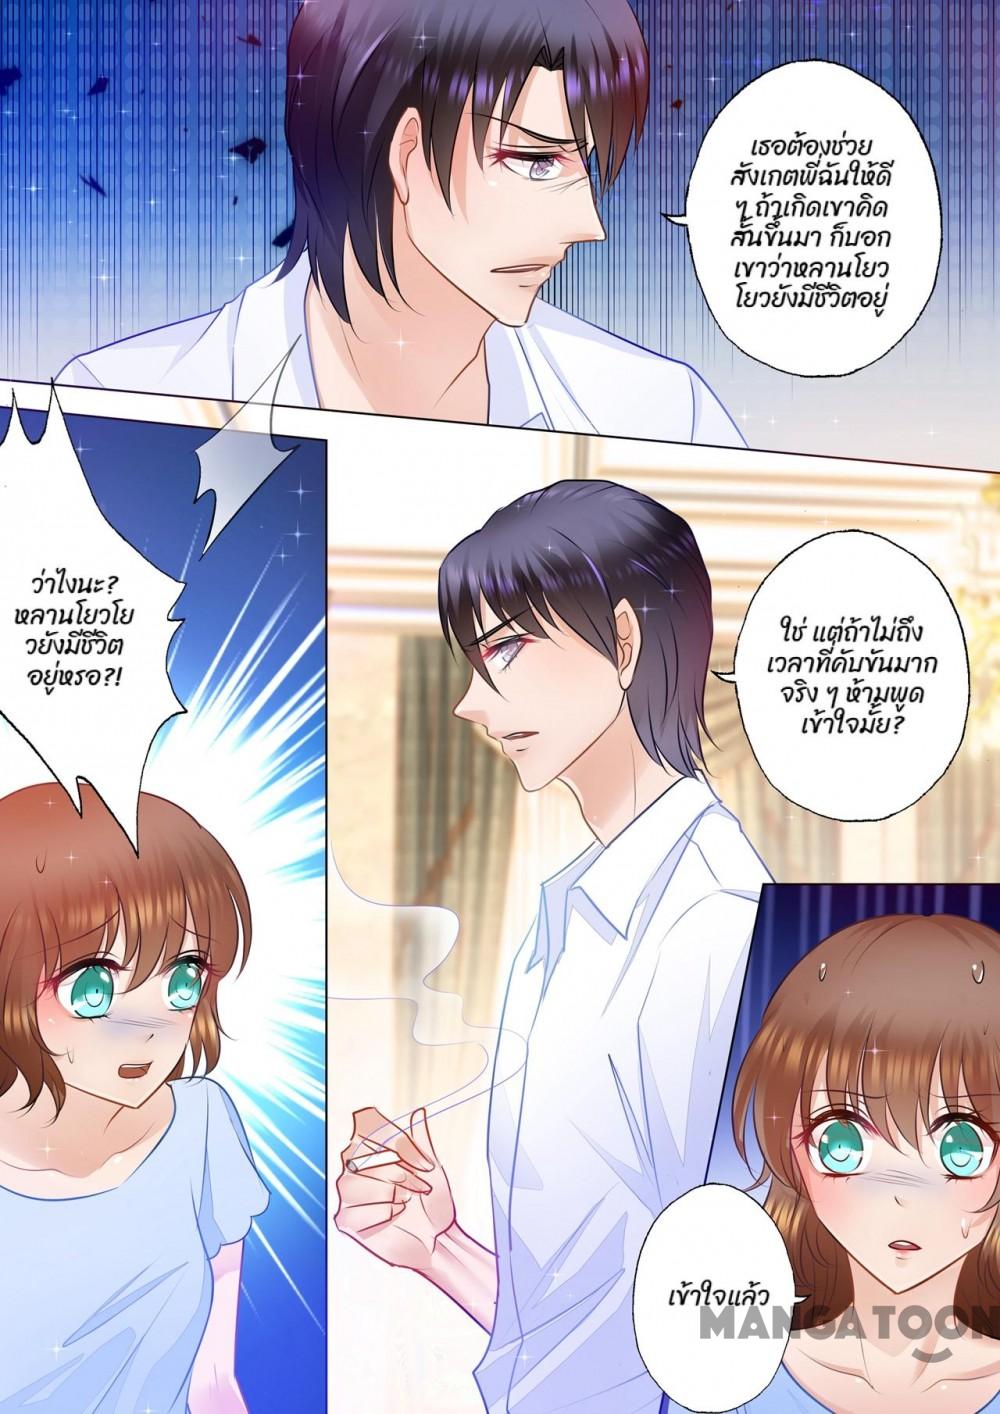 เธอต้องช่วย
สังเกตพี่ฉันให้ดี
ๆ ถ้าเกิดเขาคิด
สั้นขึ้นมา ก็บอก
เขาว่าหลานโยว
โยวยังมีชีวิตอยู่
ว่าไงนะ?
หลานโยวโย
วยังมีชีวิต
อยู่หรอ?!
ใช่ แต่ถ้าไม่ถึง
เวลาที่คับขันมาก
จริง ๆ ห้ามพูด
เข้าใจมั้ย?
เข้าใจแล้ว
MANGATOON